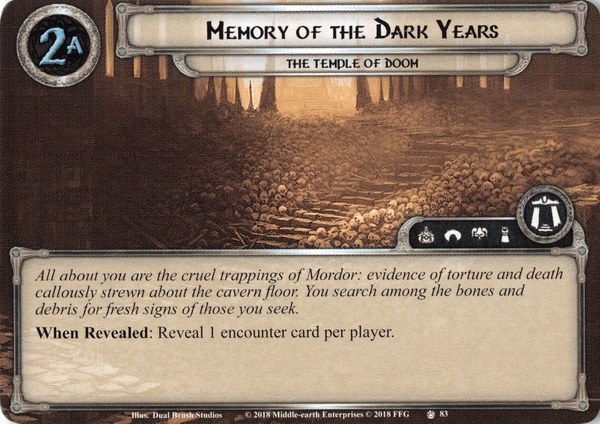 2A
MEMORY OF THE DARK YEARS
THE TEMPLE OF DOOM
All about you are the cruel trappings of Mordor: evidence of torture and death
callously strewn about the cavern floor. You search among the bones and
debris for fresh signs of those you seek.
When Revealed: Reveal 1 encounter card per player.
Illus. Dual Brush Studios © 2018 Middle-earth Enterprises © 2018 FFG 83